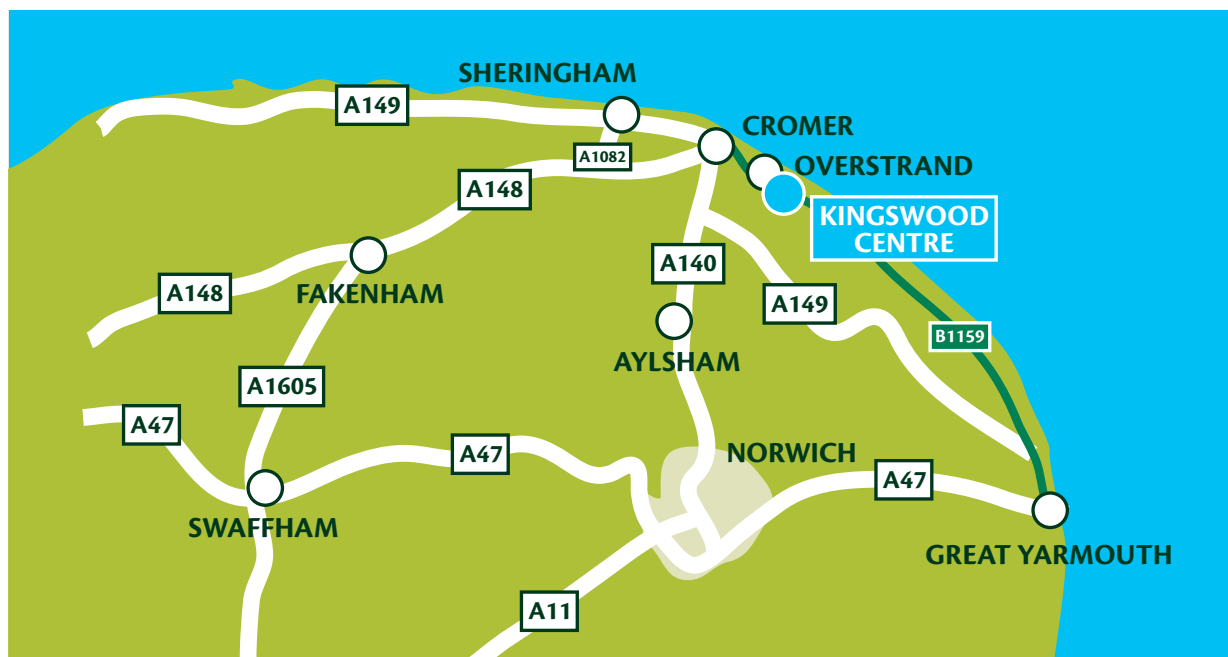 SHERINGHAM
A149
CROMER
A1082
OVERSTRAND
A148
KINGSWOOD
CENTRE
A140
FAKENHAM
A148
A149
B1159
AYLSHAM
A1605
A47
NORWICH
A47
A47
SWAFFHAM
GREAT YARMOUTH
A11